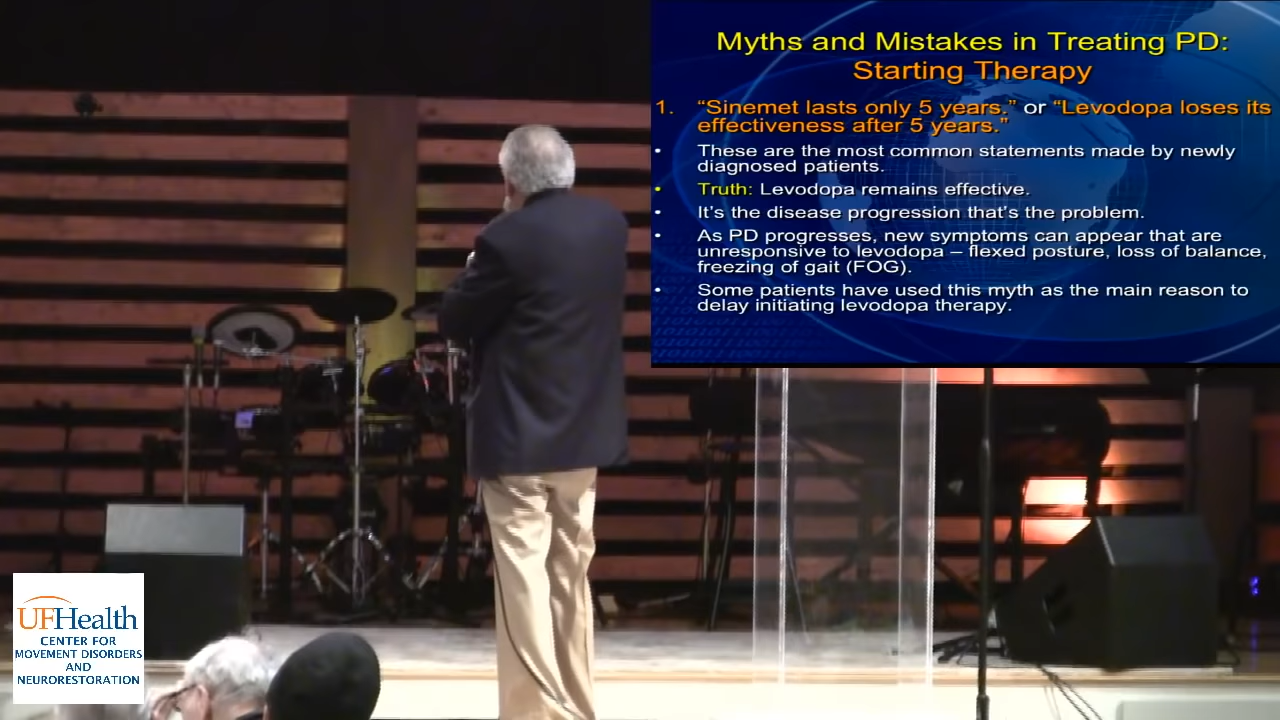 Myths and Mistakes in Treating PD:
Starting Therapy
1. “Sinemet lasts only 5 years.” or “Levodopa loses its
effectiveness after 5 years.”
• These are the most common statements made by newly
diagnosed patients.
• Truth: Levodopa remains effective.
• It’s the disease progression that’s the problem.
• As PD progresses, new symptoms can appear that are
unresponsive to levodopa – flexed posture, loss of balance,
freezing of gait (FOG).
• Some patients have used this myth as the main reason to
delay initiating levodopa therapy.
UFHealth
CENTER FOR
MOVEMENT DISORDERS
AND
NEURORESTORATION